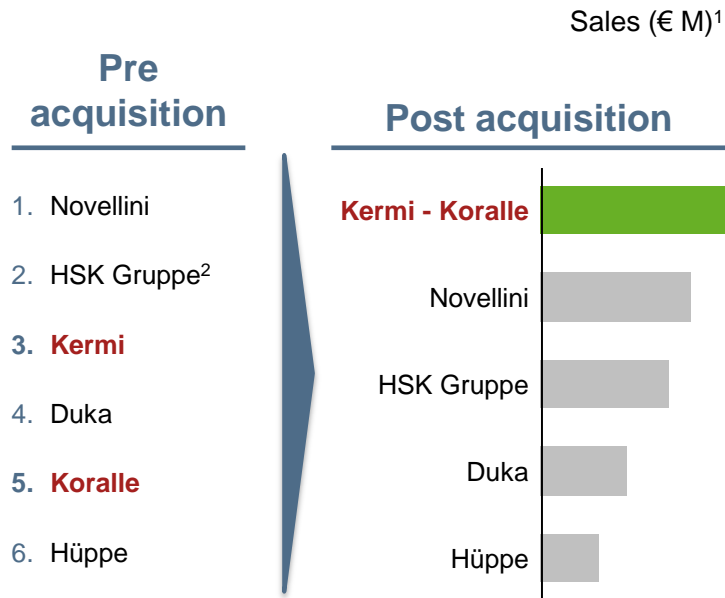 Sales (€ M)¹
Pre
acquisition
Post acquisition
1. Novellini
2. HSK Gruppe²
3. Kermi
4. Duka
5. Koralle
6. Hüppe
Kermi - Koralle
Novellini
HSK Gruppe
Duka
Hüppe